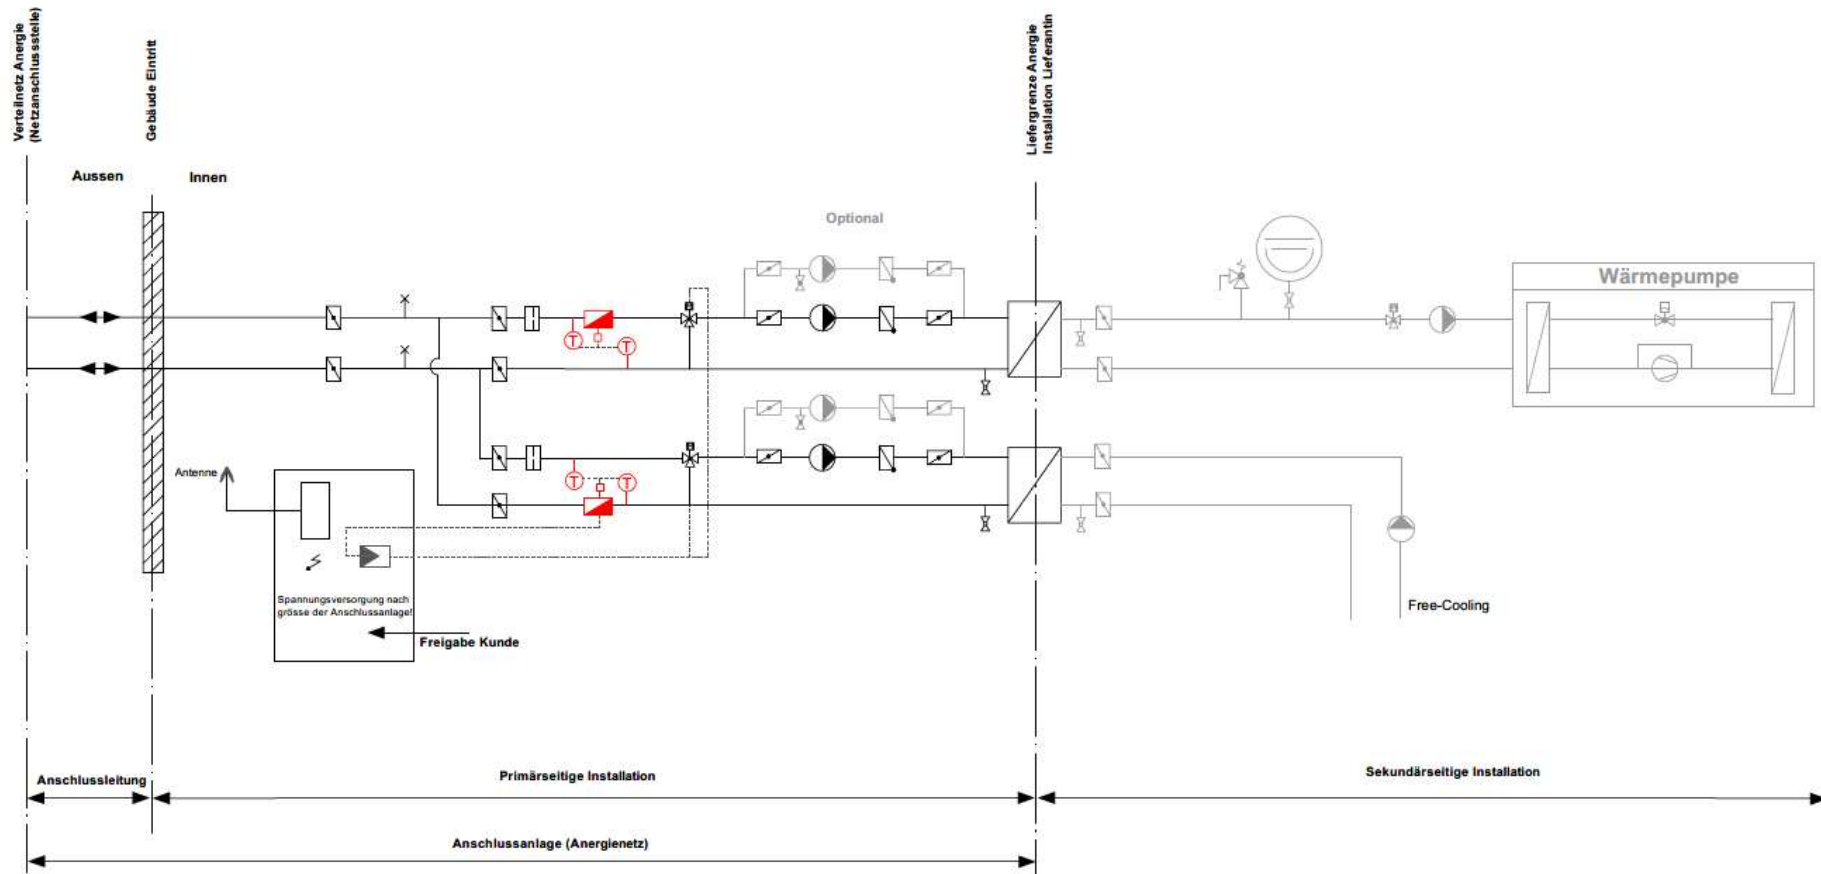 Verteilnetz Anergie
(Netzanschlussstelle)
Gebäude Eintritt
Liefergrenze Anergie
Installation Lieferantin
Aussen
Innen
Optional
Wärmepumpe
T
T
T
T
Antenne
Spannungsversorgung nach
grösse der Anschlussanlage!
Freigabe Kunde
Free-Cooling
Anschlussleitung
Primärseitige Installation
Sekundärseitige Installation
Anschlussanlage (Anergienetz)